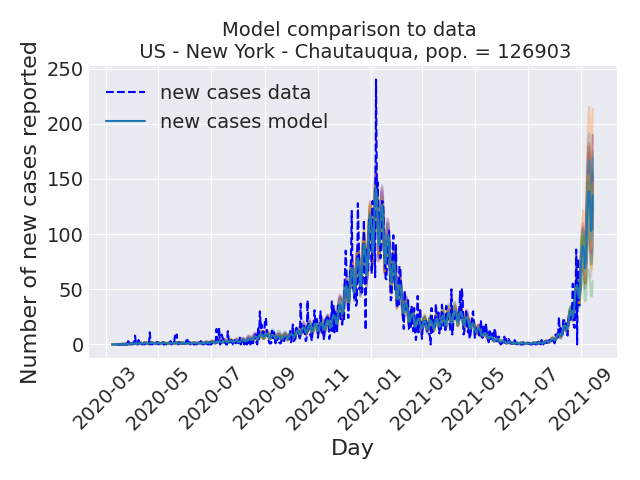 Model comparison to data
US - New York - Chautauqua, pop. = 126903
Number of new cases reported
250
200
150
100
50
0
new cases data
new cases model
2020-03
2020-05
2020-07
2020-09
2020-11
2021-01
2021-03
2021-05
2021-07
2021-09
Day